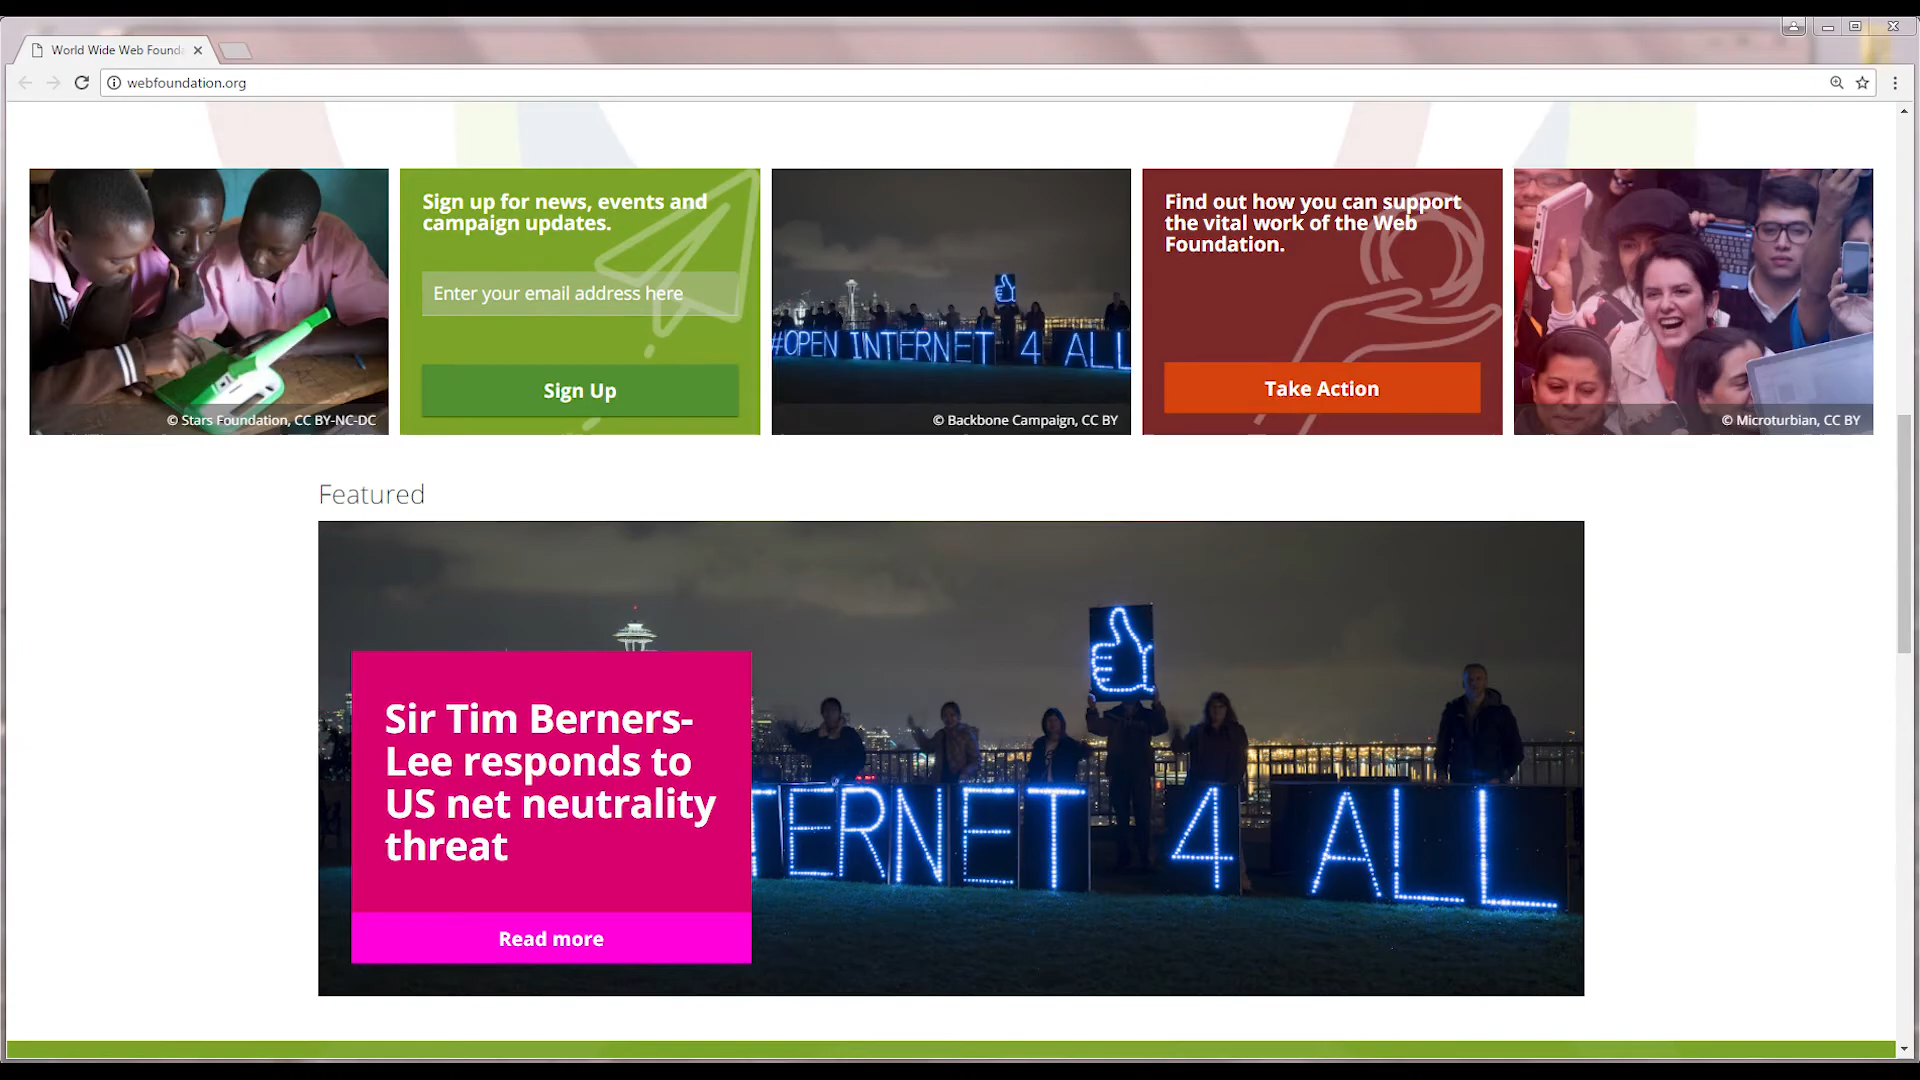 World Wide Web Founda
webfoundation.org
Sign up for news, events and
campaign updates.
Enter your email address here
Sign Up
Find out how you can support
the vital work of the Web
Foundation.
Take Action
#OPEN INTERNET 4 ALL
© Stars Foundation, CC BY-NC-DC
© Backbone Campaign, CC BY
© Microturbian, CC BY
Featured
Sir Tim Berners-
Lee responds to
US net neutrality
threat
TERNET 4 ALL
Read more